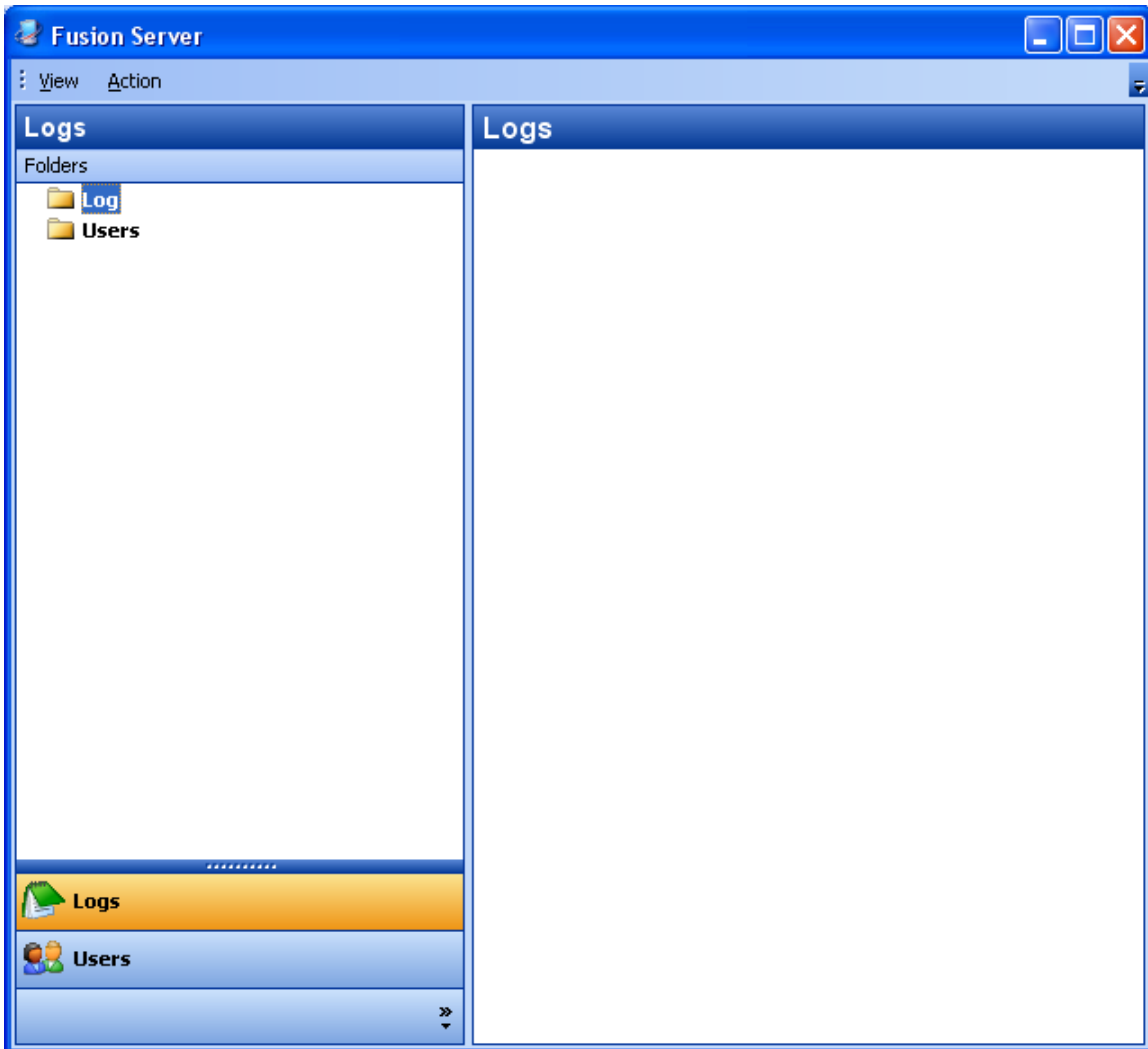 Fusion Server
View Action
Logs
Folders
Log
Users
Logs
Users
Logs